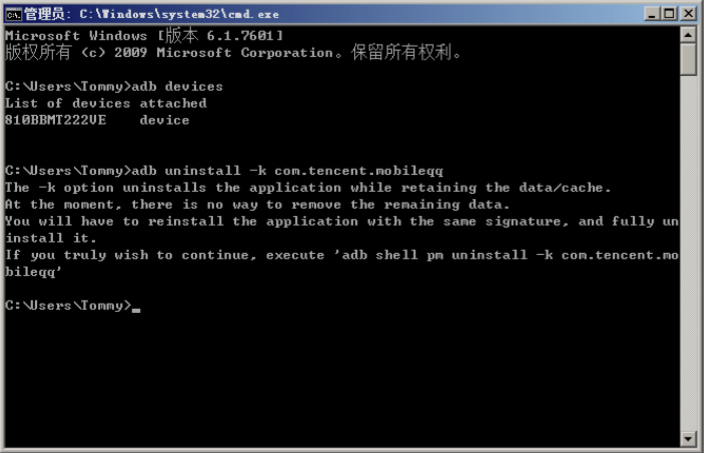 管理员: C:\Windows\system32\cmd.exe
Microsoft Windows [版本 6.1.7601]
版权所有 (c) 2009 Microsoft Corporation。保留所有权利。
C:\Users\Tommy>adb devices
List of devices attached
810BBMT222VE    device
C:\Users\Tommy>adb uninstall -k com.tencent.mobileqq
The -k option uninstalls the application while retaining the data/cache.
At the moment, there is no way to remove the remaining data.
You will have to reinstall the application with the same signature, and fully un
install it.
If you truly wish to continue, execute 'adb shell pm uninstall -k com.tencent.mo
bileqq'
C:\Users\Tommy>_